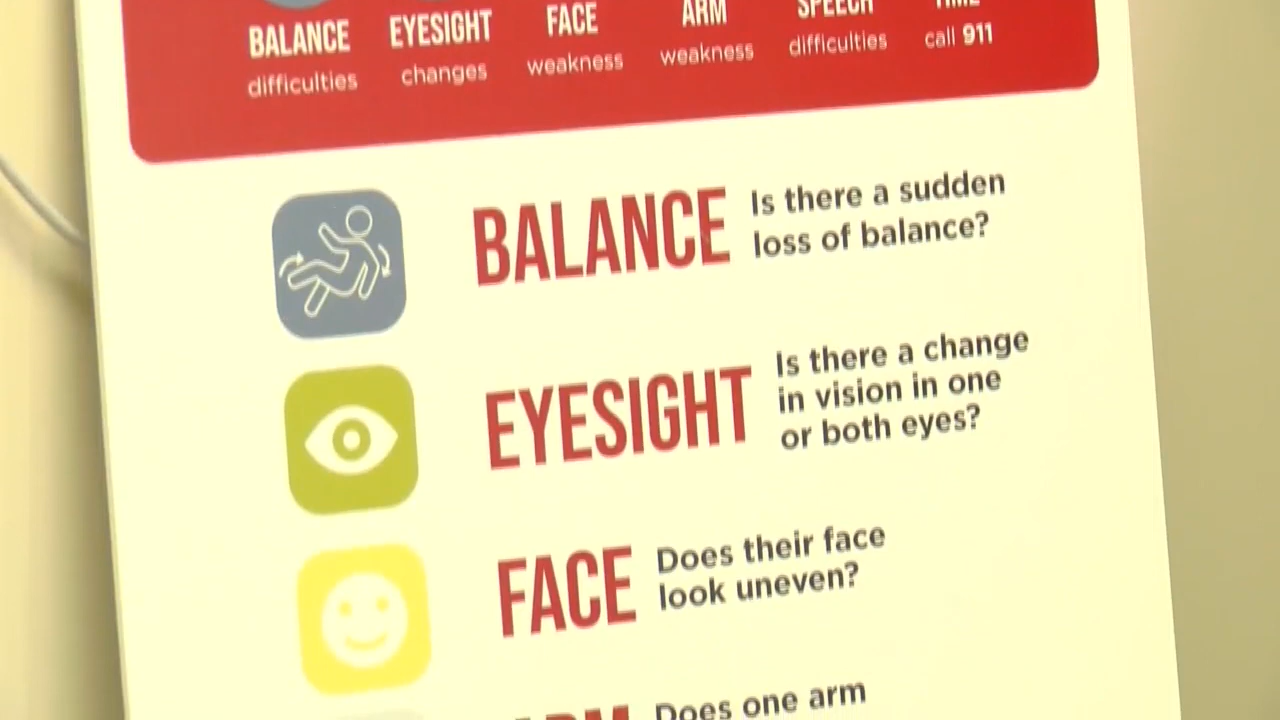 BALANCE EYESIGHT FACE ARM SPEECH TIME
difficulties changes weakness weakness difficulties call 911
BALANCE Is there a sudden
loss of balance?
EYESIGHT Is there a change
in vision in one
or both eyes?
FACE Does their face
look uneven?
ARM Does one arm